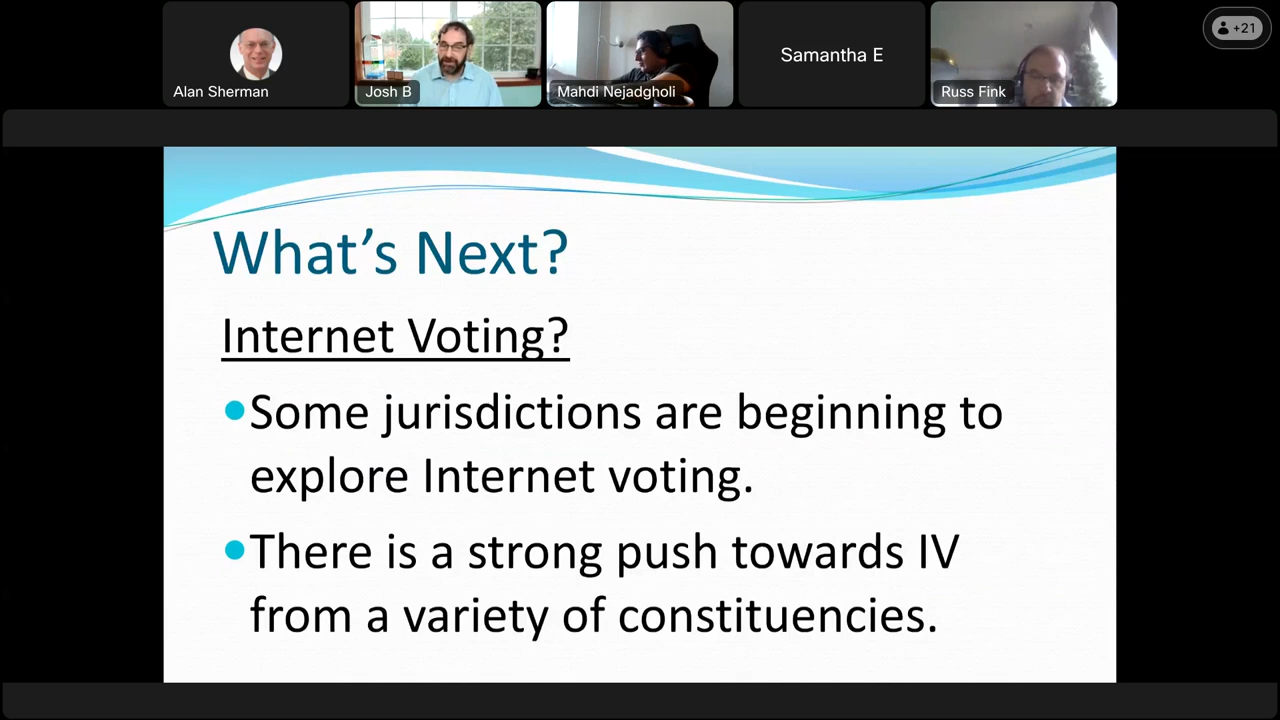 Alan Sherman
Josh B
Mahdi Nejadgholi
Samantha E
Russ Fink
+21
What's Next?
Internet Voting?
Some jurisdictions are beginning to
explore Internet voting.
There is a strong push towards IV
from a variety of constituencies.